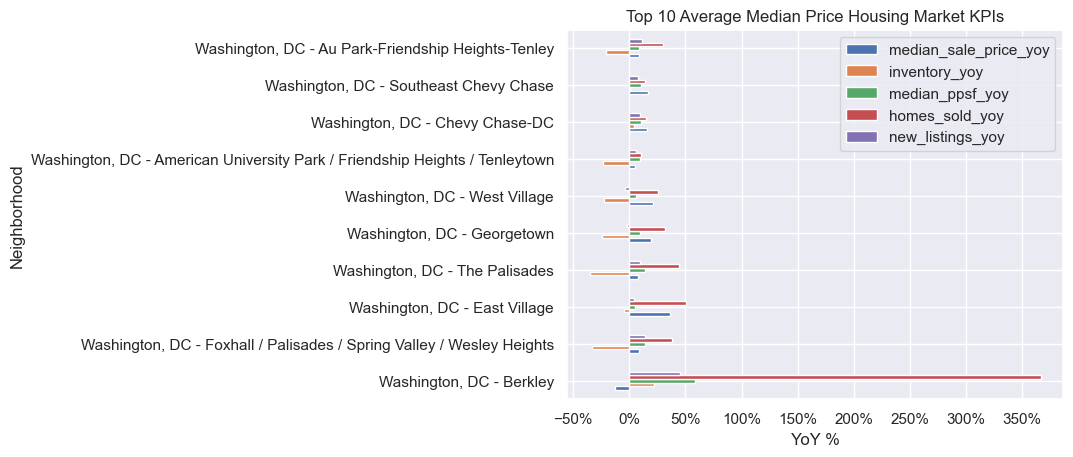 Top 10 Average Median Price Housing Market KPIs
Neighborhood
Washington, DC - Au Park-Friendship Heights-Tenley
Washington, DC - Southeast Chevy Chase
Washington, DC - Chevy Chase-DC
Washington, DC - American University Park / Friendship Heights / Tenleytown
Washington, DC - West Village
Washington, DC - Georgetown
Washington, DC - The Palisades
Washington, DC - East Village
Washington, DC - Foxhall / Palisades / Spring Valley / Wesley Heights
Washington, DC - Berkley
median_sale_price_yoy
inventory_yoy
median_ppsf_yoy
homes_sold_yoy
new_listings_yoy
−50% 0% 50% 100% 150% 200% 250% 300% 350%
YoY %